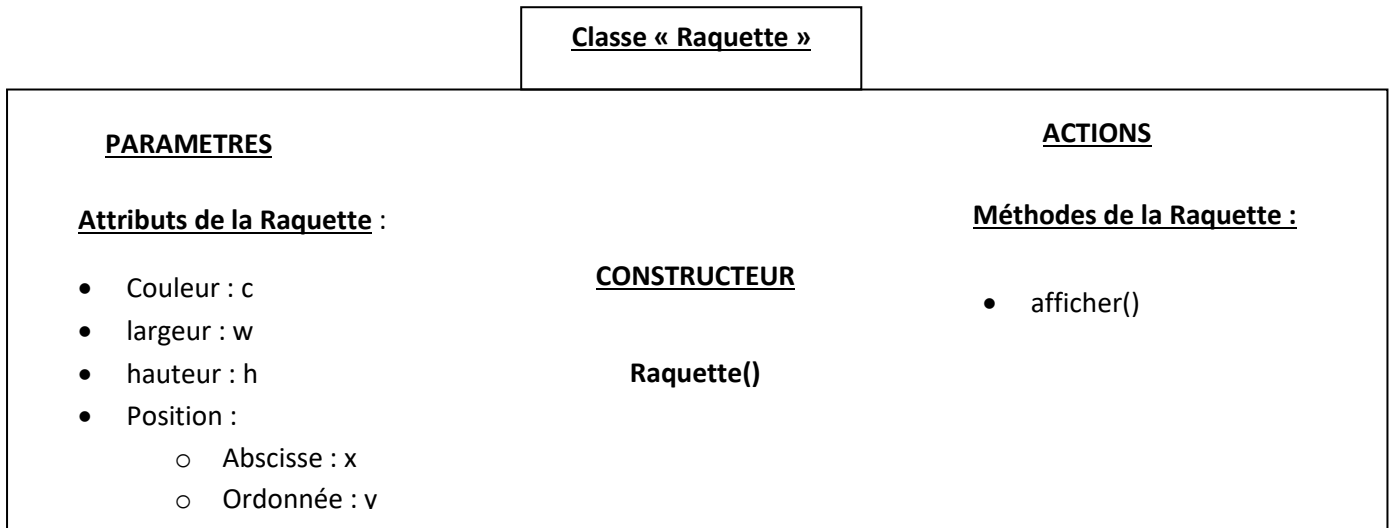 Classe « Raquette »
PARAMETRES
Attributs de la Raquette :
• Couleur : c
• largeur : w
• hauteur : h
• Position :
o Abscisse : x
o Ordonnée : y
CONSTRUCTEUR
Raquette()
ACTIONS
Méthodes de la Raquette :
• afficher()